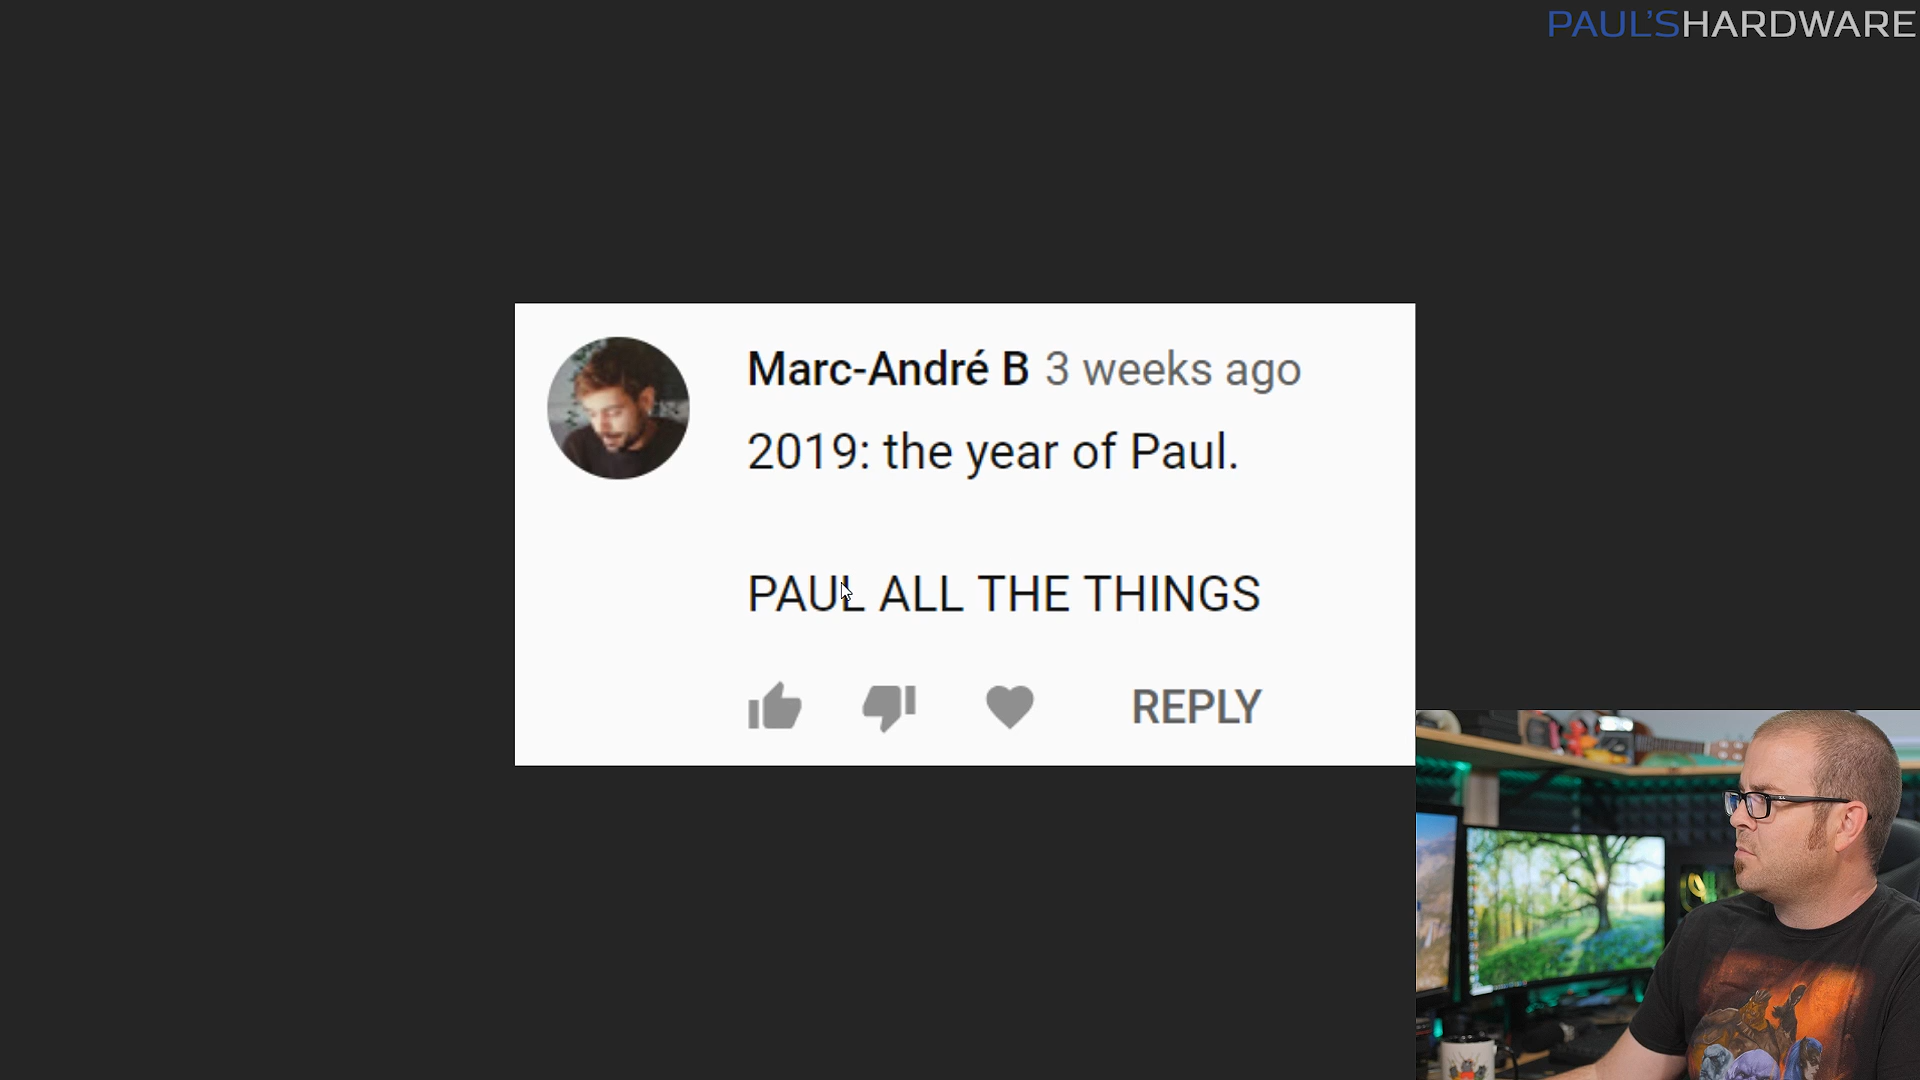 PAUL'SHARDWARE
Marc-André B 3 weeks ago
2019: the year of Paul.
PAUL ALL THE THINGS
REPLY